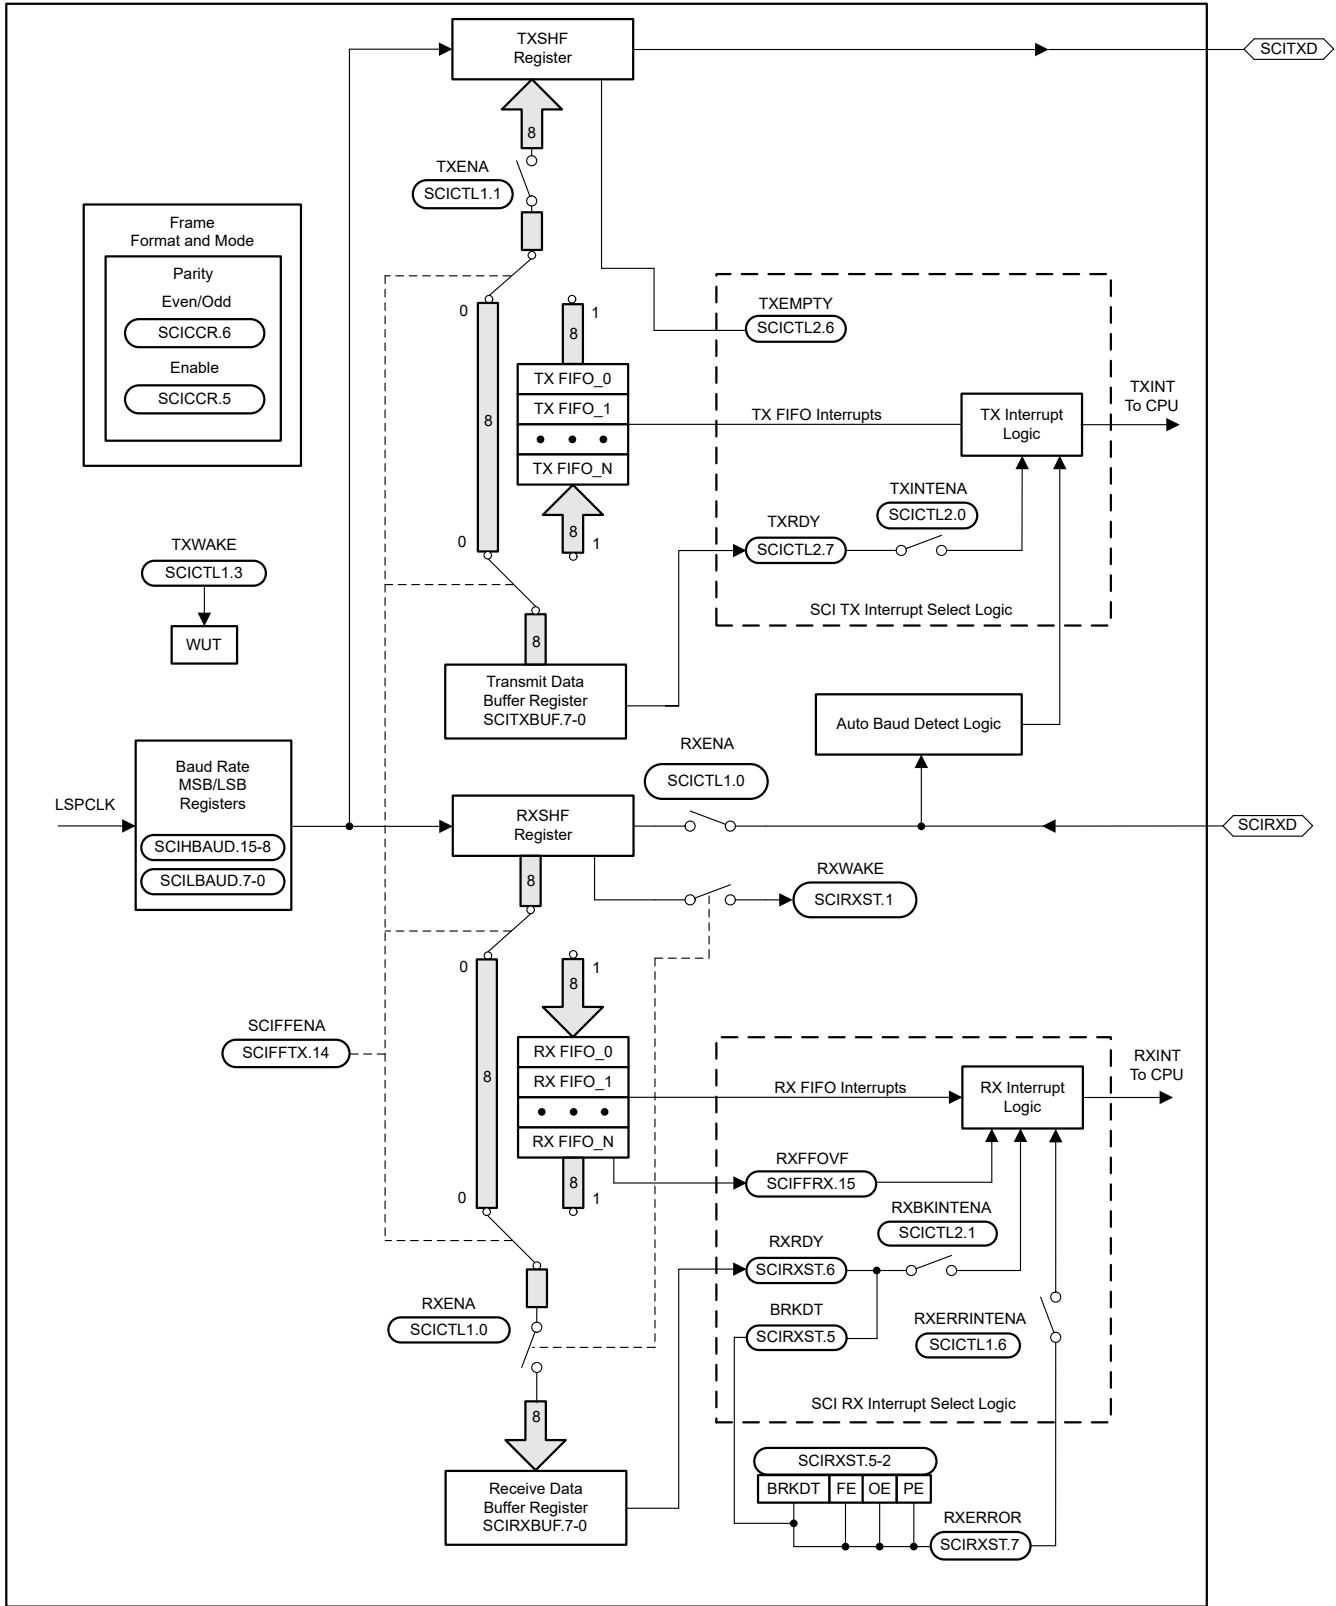 TXSHF
Register
SCITXD
8
TXENA
SCICTL1.1
Frame
Format and Mode
Parity
Even/Odd
SCICCR.6
Enable
SCICCR.5
0
1
8
TX FIFO_0
TX FIFO_1
TX FIFO_N
8
8
0
1
TXEMPTY
SCICTL2.6
TX FIFO Interrupts
TX Interrupt
Logic
TXINT
To CPU
TXINTENA
SCICTL2.0
TXRDY
SCICTL2.7
SCI TX Interrupt Select Logic
TXWAKE
SCICTL1.3
WUT
8
Transmit Data
Buffer Register
SCITXBUF.7-0
Auto Baud Detect Logic
RXENA
SCICTL1.0
LSPCLK
Baud Rate
MSB/LSB
Registers
SCIHBAUD.15-8
SCILBAUD.7-0
RXSHF
Register
SCIRXD
8
RXWAKE
SCIRXST.1
0
1
8
SCIFFENA
SCIFFTX.14
8
RX FIFO_0
RX FIFO_1
RX FIFO_N
8
0
1
RX FIFO Interrupts
RX Interrupt
Logic
RXINT
To CPU
RXFFOVF
SCIFFRX.15
RXBKINTENA
SCICTL2.1
RXRDY
SCIRXST.6
BRKDT
SCIRXST.5
RXERRINTENA
SCICTL1.6
SCI RX Interrupt Select Logic
RXENA
SCICTL1.0
8
Receive Data
Buffer Register
SCIRXBUF.7-0
SCIRXST.5-2
BRKDT FE OE PE
RXERROR
SCIRXST.7